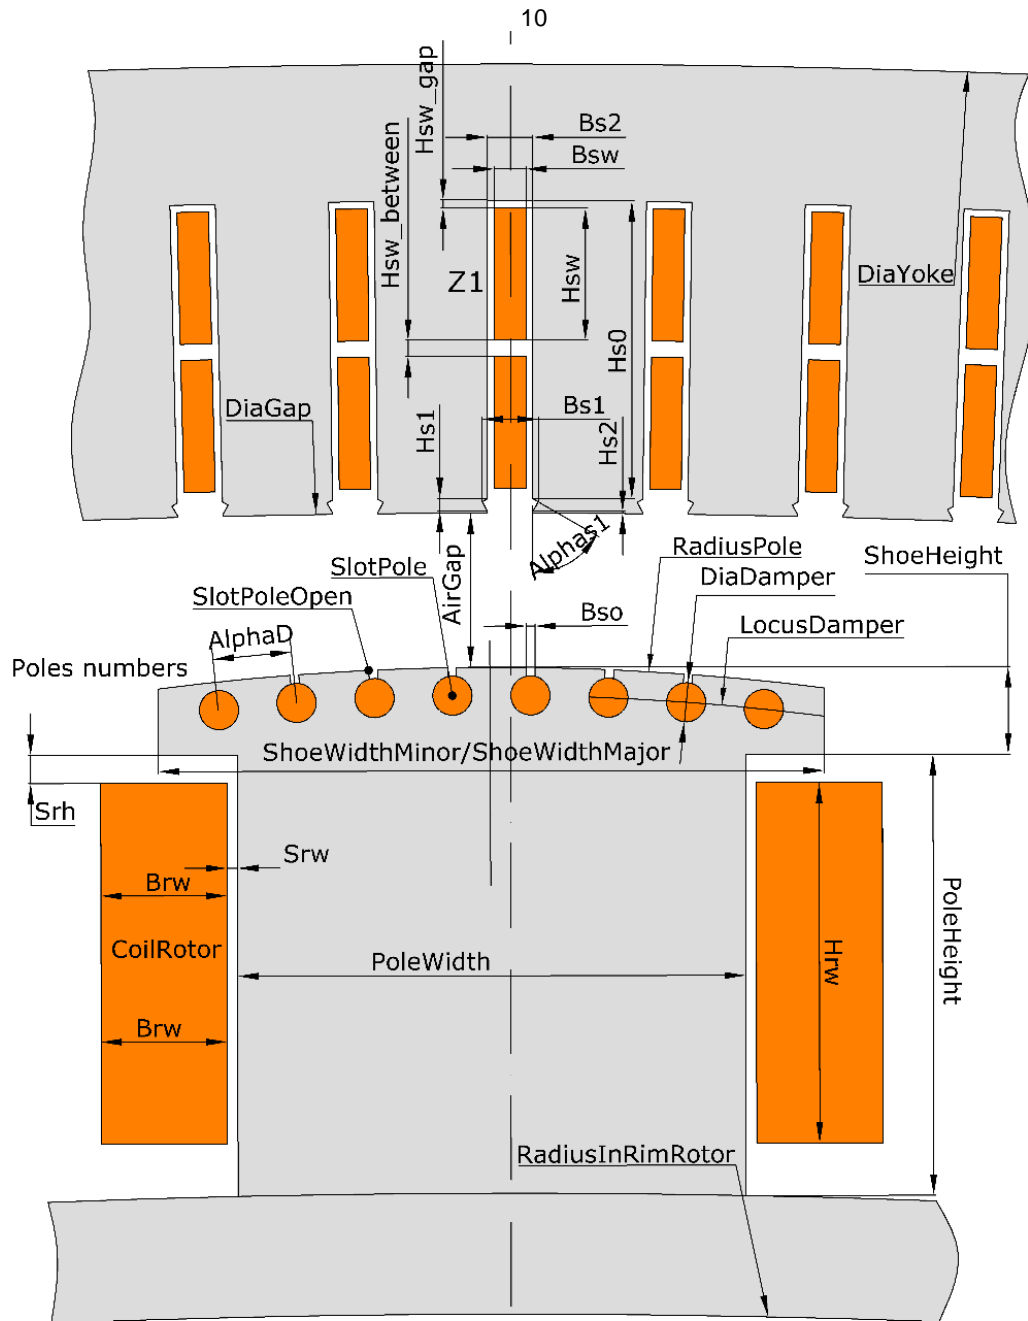 10
Hsw_gap
Bs2
Bsw
Hsw_between
Z1
Hsw
DiaYoke
Hs0
DiaGap
Hs1
Bs1
Hs2
Alphas1
AirGap
SlotPole
RadiusPole
ShoeHeight
DiaDamper
SlotPoleOpen
Bso
LocusDamper
AlphaD
Poles numbers
ShoeWidthMinor/ShoeWidthMajor
Srh
Srw
Brw
CoilRotor
PoleWidth
Hrw
PoleHeight
Brw
RadiusInRimRotor